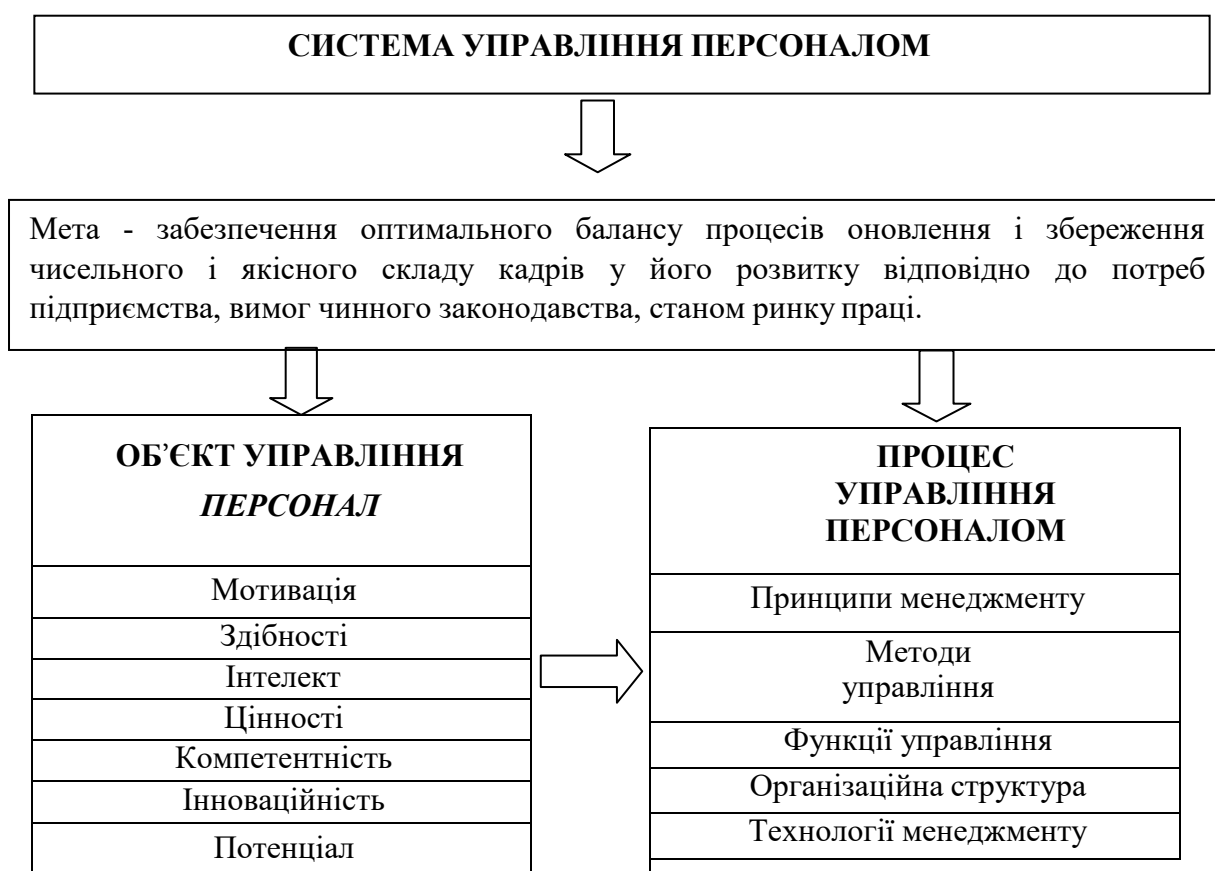 СИСТЕМА УПРАВЛІННЯ ПЕРСОНАЛОМ
Мета - забезпечення оптимального балансу процесів оновлення і збереження
чисельного і якісного складу кадрів у його розвитку відповідно до потреб
підприємства, вимог чинного законодавства, станом ринку праці.
ОБ’ЄКТ УПРАВЛІННЯ
ПЕРСОНАЛ
Мотивація
Здібності
Інтелект
Цінності
Компетентність
Інноваційність
Потенціал
ПРОЦЕС
УПРАВЛІННЯ
ПЕРСОНАЛОМ
Принципи менеджменту
Методи
управління
Функції управління
Організаційна структура
Технології менеджменту